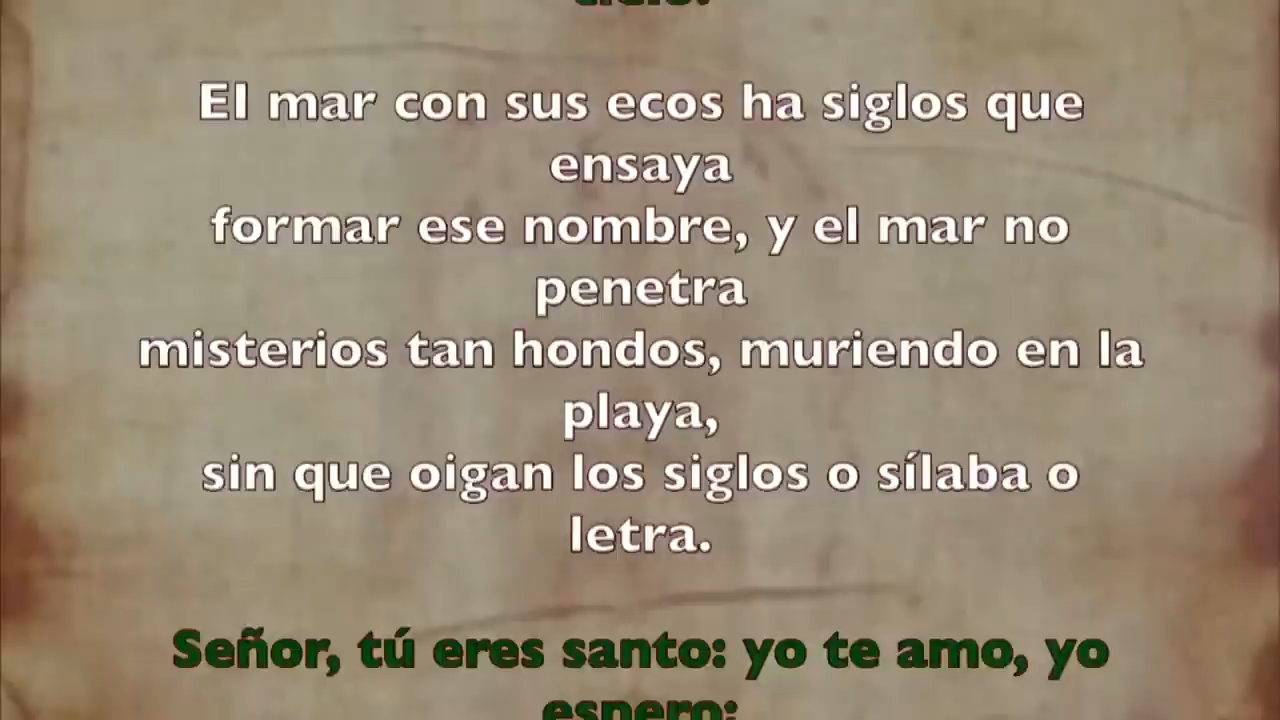 El mar con sus ecos ha siglos que
ensaya
formar ese nombre, y el mar no
penetra
misterios tan hondos, muriendo en la
playa,
sin que oigan los siglos o sílaba o
letra.
Señor, tú eres santo: yo te amo, yo
espero: